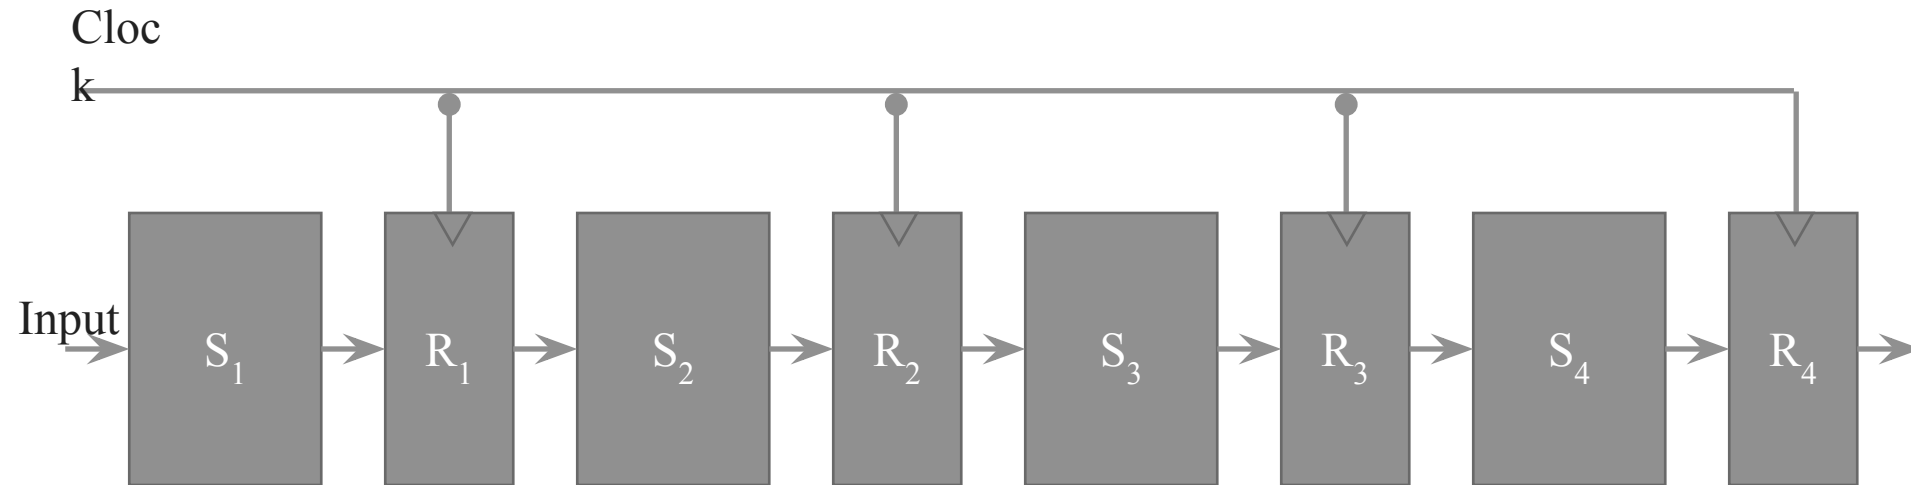 Cloc
k
Input
S₁ R₁ S₂ R₂ S₃ R₃ S₄ R₄